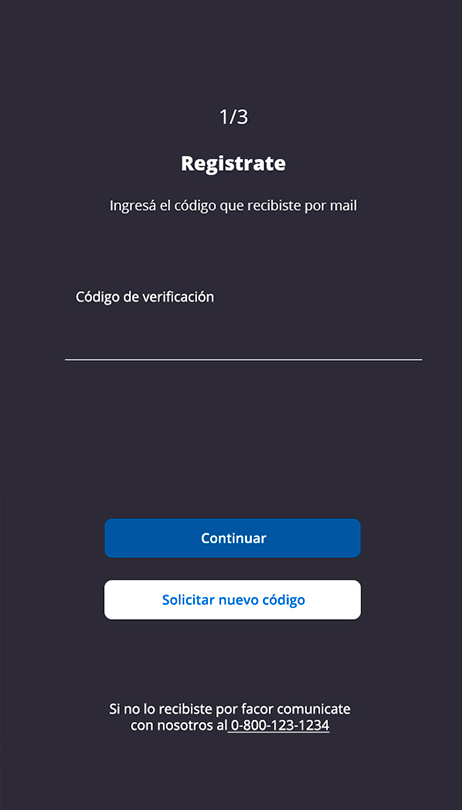 1/3
Registrate
Ingresá el código que recibiste por mail
Código de verificación
Continuar
Solicitar nuevo código
Si no lo recibiste por facor comunicate
con nosotros al 0-800-123-1234